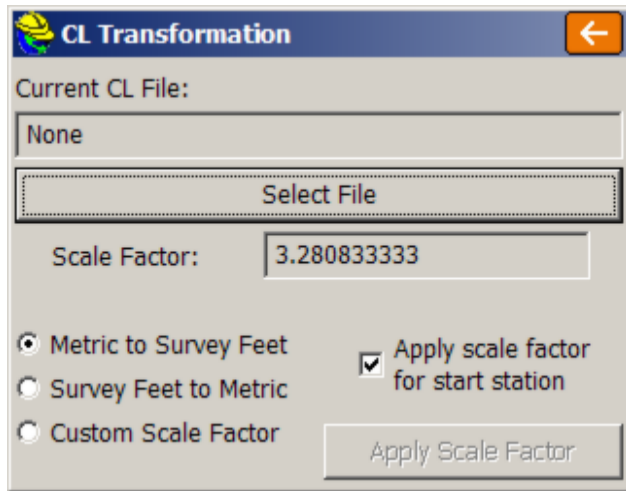 CL Transformation
Current CL File:
None
Select File
Scale Factor: 3.280833333
Metric to Survey Feet
Survey Feet to Metric
Custom Scale Factor
Apply scale factor
for start station
Apply Scale Factor